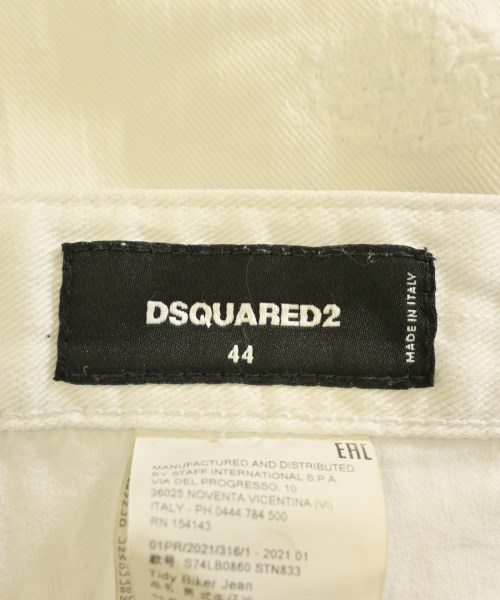 DSQUARED2
44
MADE IN ITALY
EAC
MANUFACTURED AND DISTRIBUTED
BY STAFF INTERNATIONAL S.P.A.
VIA DEL PROGRESSO, 10
36025 NOVENTA VICENTINA (VI)
ITALY - PH 0444 784 500
RN 154143
01PR/2021/316/1 - 2021 01
款号: S74LB0860 STN833
Tidy Biker Jean